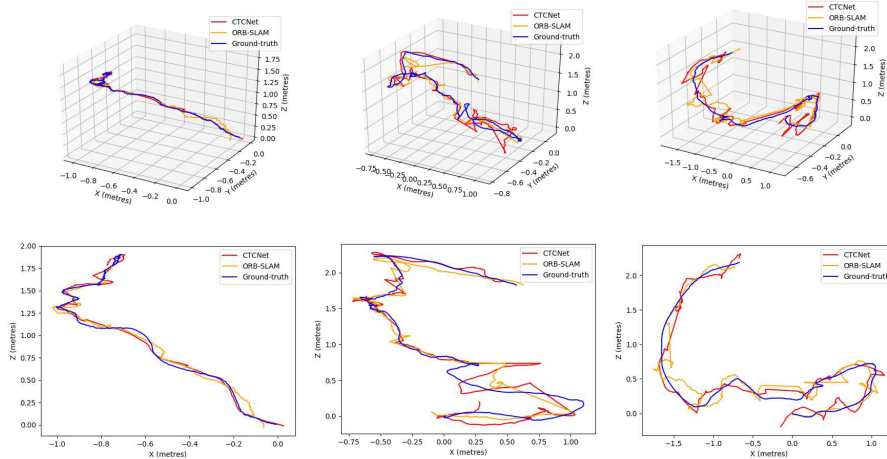 CTCNet
ORB-SLAM
Ground-truth
1.75
1.50
1.25
1.00
0.75
0.50
0.25
0.00
Z (metres)
−1.0
−0.8
−0.6
−0.4
−0.2
0.0
X (metres)
−1.0
−0.8
−0.6
−0.4
−0.2
0.0
Y (metres)
CTCNet
ORB-SLAM
Ground-truth
2.0
1.5
1.0
0.5
0.0
Z (metres)
−0.75
−0.50
−0.25
0.00
0.25
0.50
0.75
1.00
X (metres)
−0.8
−0.6
−0.4
−0.2
0.0
Y (metres)
CTCNet
ORB-SLAM
Ground-truth
2.0
1.5
1.0
0.5
0.0
Z (metres)
−1.5
−1.0
−0.5
0.0
0.5
1.0
X (metres)
−0.8
−0.6
−0.4
−0.2
0.0
Y (metres)
CTCNet
ORB-SLAM
Ground-truth
2.00
1.75
1.50
1.25
1.00
0.75
0.50
0.25
0.00
Z (metres)
−1.0
−0.8
−0.6
−0.4
−0.2
0.0
X (metres)
CTCNet
ORB-SLAM
Ground-truth
2.0
1.5
1.0
0.5
0.0
Z (metres)
−0.75
−0.50
−0.25
0.00
0.25
0.50
0.75
1.00
X (metres)
CTCNet
ORB-SLAM
Ground-truth
2.0
1.5
1.0
0.5
0.0
Z (metres)
−1.5
−1.0
−0.5
0.0
0.5
1.0
X (metres)